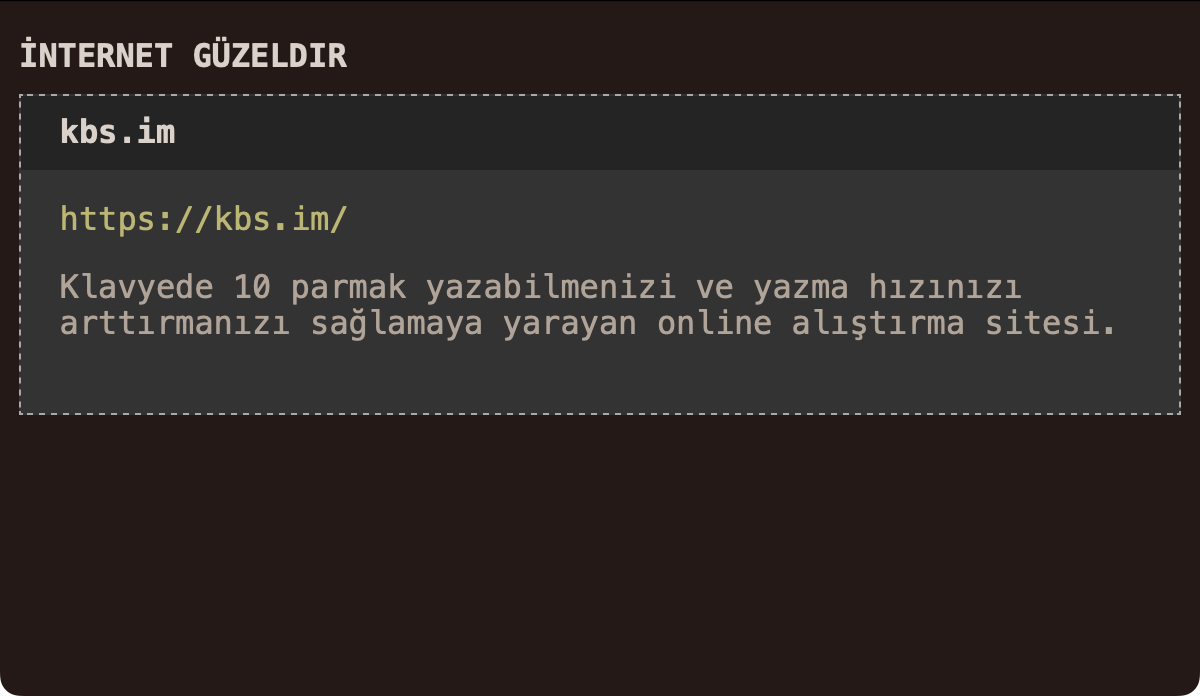 İNTERNET GÜZELDIR
kbs.im
https://kbs.im/
Klavyede 10 parmak yazabilmenizi ve yazma hızınızı
arttırmanızı sağlamaya yarayan online alıştırma sitesi.